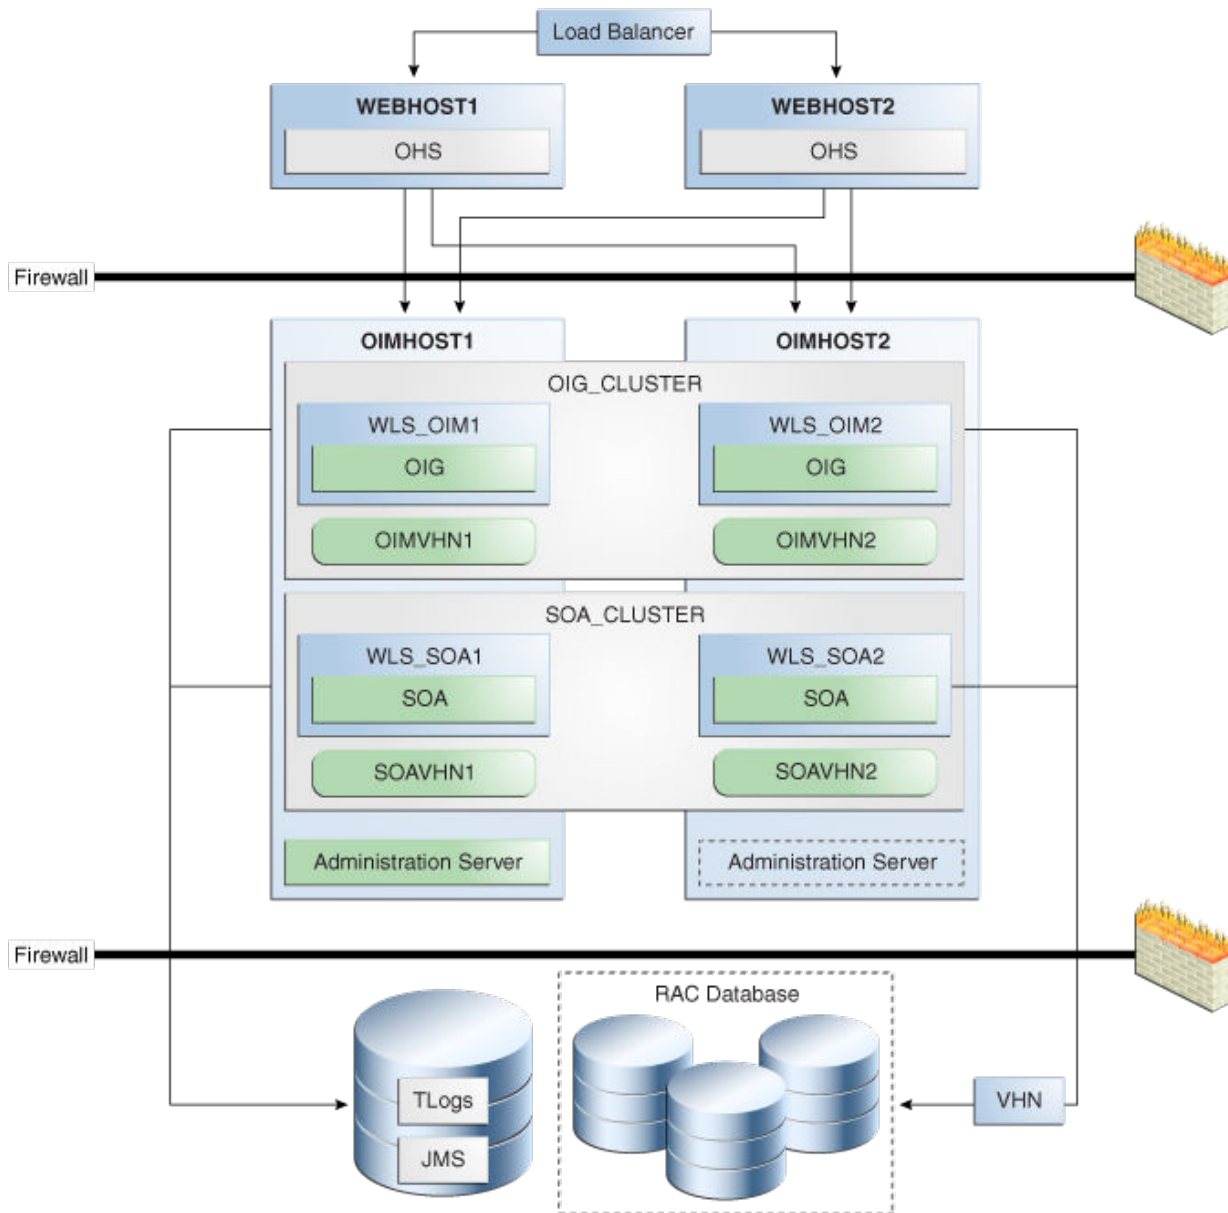 Load Balancer
WEBHOST1
WEBHOST2
OHS
OHS
Firewall
OIMHOST1
OIMHOST2
OIG_CLUSTER
WLS_OIM1
WLS_OIM2
OIG
OIG
OIMVHN1
OIMVHN2
SOA_CLUSTER
WLS_SOA1
WLS_SOA2
SOA
SOA
SOAVHN1
SOAVHN2
Administration Server
Administration Server
Firewall
RAC Database
TLogs
VHN
JMS